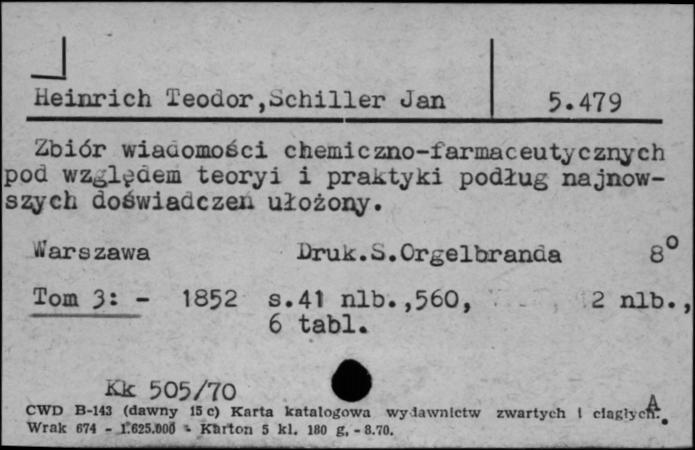 Heinrich Teodor,Schiller Jan 5.479
Zbiór wiadomości chemiczno-farmaceutycznych
pod względem teoryi i praktyki podług najnow-
szych doświadczeń ułożony.
Warszawa Druk.S.Orgelbranda 8°
Tom 3: - 1852 s.41 nlb.,560, 2 nlb.,
6 tabl.
Kk 505/70
A
CWD B-143 (dawny 15 c) Karta katalogowa wydawnictw zwartych i ciągłych.
Wrak 674 - 1.625.000 - Karton 5 kl. 180 g. - 8.70.